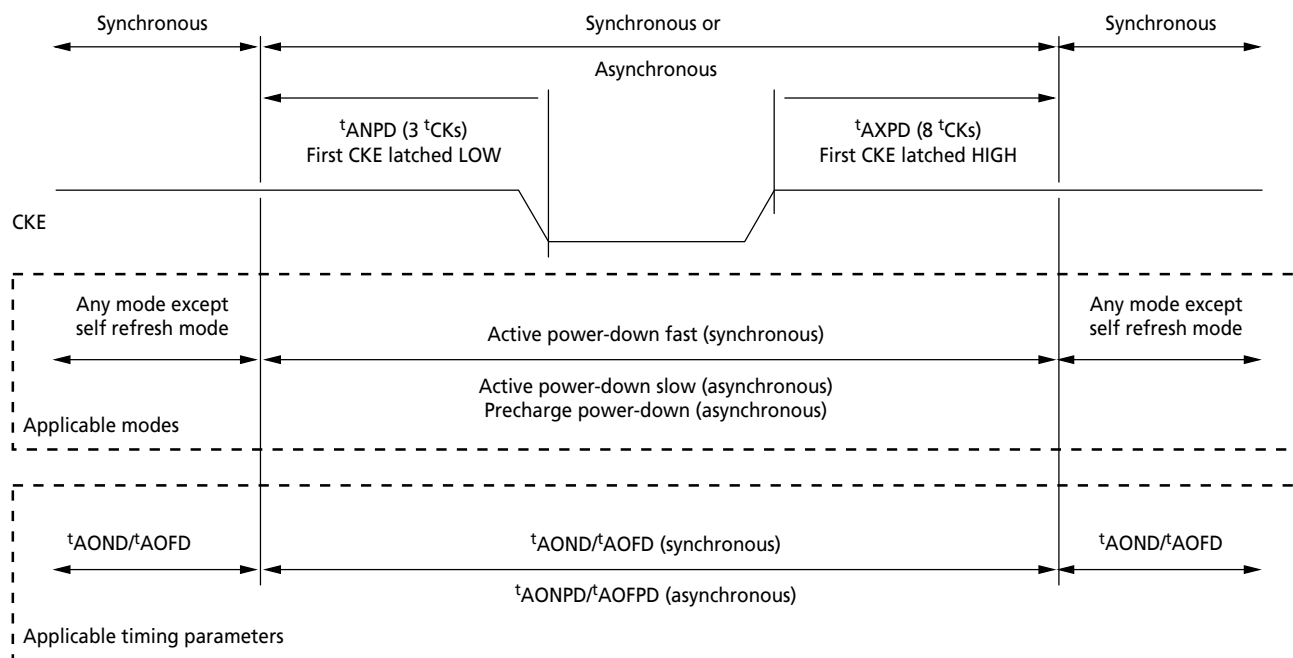 Synchronous
Synchronous or
Synchronous
Asynchronous
tANPD (3 tCKs)
First CKE latched LOW
tAXPD (8 tCKs)
First CKE latched HIGH
CKE
Any mode except
self refresh mode
Active power-down fast (synchronous)
Any mode except
self refresh mode
Active power-down slow (asynchronous)
Precharge power-down (asynchronous)
Applicable modes
tAOND/tAOFD
tAOND/tAOFD (synchronous)
tAOND/tAOFD
tAONPD/tAOFPD (asynchronous)
Applicable timing parameters